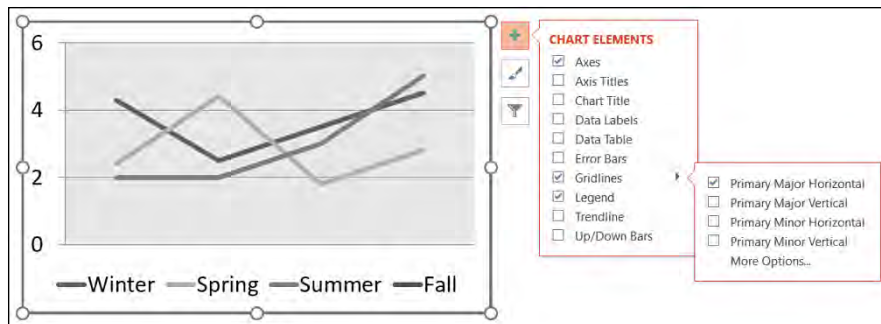 6
4
2
0
Winter Spring Summer Fall
CHART ELEMENTS
Axes
Axis Titles
Chart Title
Data Labels
Data Table
Error Bars
Gridlines
Legend
Trendline
Up/Down Bars
Primary Major Horizontal
Primary Major Vertical
Primary Minor Horizontal
Primary Minor Vertical
More Options...